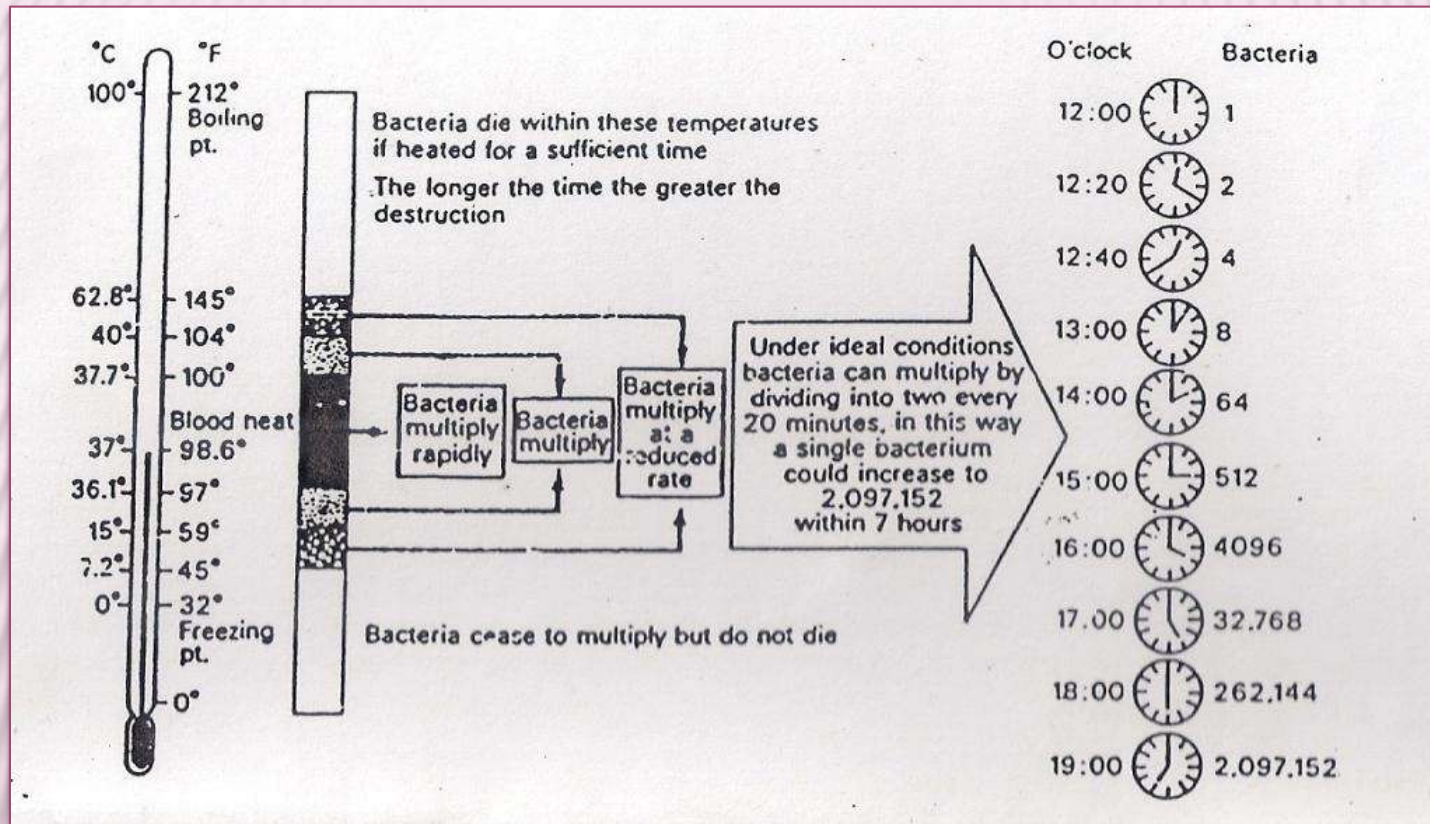 °C °F
100° 212°
Boiling
pt.
62.8° 145°
40° 104°
37.7° 100°
Blood heat
37° 98.6°
36.1° 97°
15° 59°
7.2° 45°
0° 32°
Freezing
pt.
0°
Bacteria die within these temperatures
if heated for a sufficient time
The longer the time the greater the
destruction
Bacteria
multiply
rapidly
Bacteria
multiply
Bacteria
multiply
at a
reduced
rate
Bacteria cease to multiply but do not die
Under ideal conditions
bacteria can multiply by
dividing into two every
20 minutes, in this way
a single bacterium
could increase to
2.097.152
within 7 hours
O'clock Bacteria
12:00 1
12:20 2
12:40 4
13:00 8
14:00 64
15:00 512
16:00 4096
17.00 32.768
18:00 262.144
19:00 2.097.152